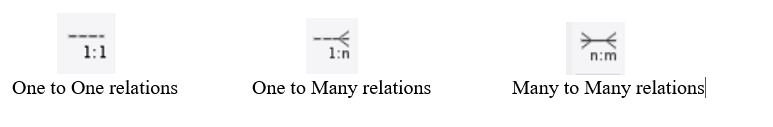 1:1 1:n n:m
One to One relations One to Many relations Many to Many relations